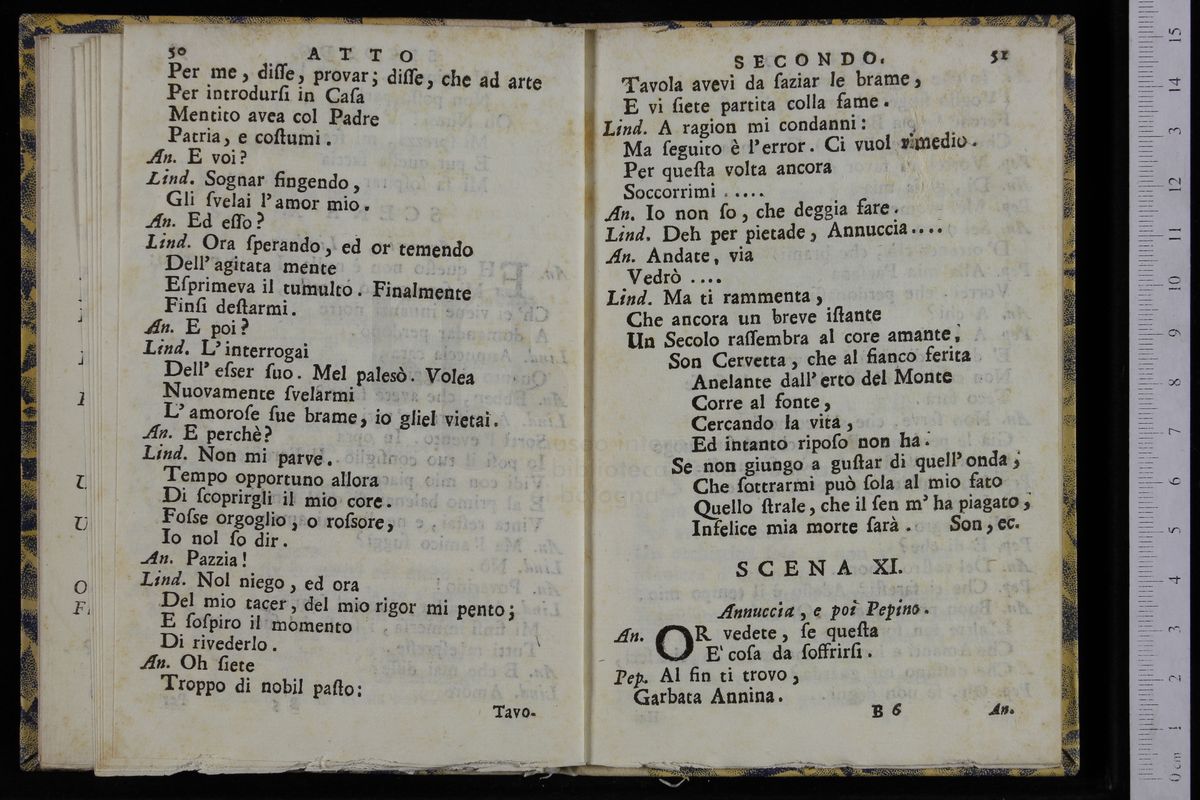 50 ATTO
Per me, diſſe, provar; diſſe, che ad arte
Per introdurſi in Caſa
Mentito avea col Padre
Patria, e coſtumi.
An. E voi?
Lind. Sognar fingendo,
Gli ſvelai l'amor mio.
An. Ed eſſo?
Lind. Ora ſperando, ed or temendo
Dell' agitata mente
Eſprimeva il tumulto. Finalmente
Finſi deſtarmi.
An. E poi?
Lind. L' interrogai
Dell' eſser ſuo. Mel palesò. Volea
Nuovamente ſvelarmi
L' amoroſe ſue brame, io gliel vietai.
An. E perchè?
Lind. Non mi parve.
Tempo opportuno allora
Di ſcoprirgli il mio core.
Foſse orgoglio, o roſsore,
Io nol ſo dir.
An. Pazzia!
Lind. Nol niego, ed ora
Del mio tacer, del mio rigor mi pento;
E ſoſpiro il momento
Di rivederlo.
An. Oh ſiete
Troppo di nobil paſto:
Tavo-
SECONDO. 51
Tavola avevi da ſaziar le brame,
E vi ſiete partita colla fame.
Lind. A ragion mi condanni:
Ma ſeguito è l'error. Ci vuol rimedio.
Per queſta volta ancora
Soccorrimi .....
An. Io non ſo, che deggia fare.
Lind. Deh per pietade, Annuccia....
An. Andate, via
Vedrò ....
Lind. Ma ti rammenta,
Che ancora un breve iſtante
Un Secolo raſſembra al core amante;
Son Cervetta, che al fianco ferita
Anelante dall' erto del Monte
Corre al fonte,
Cercando la vita,
Ed intanto ripoſo non ha.
Se non giungo a guſtar di quell' onda;
Che ſottrarmi può ſola al mio fato
Quello ſtrale, che il ſen m' ha piagato;
Infelice mia morte ſarà. Son, ec.
SCENA XI.
Annuccia, e poi Pepino.
An. OR vedete, ſe queſta
E' coſa da ſoffrirſi.
Pep. Al fin ti trovo,
Garbata Annina.
B 6 An.